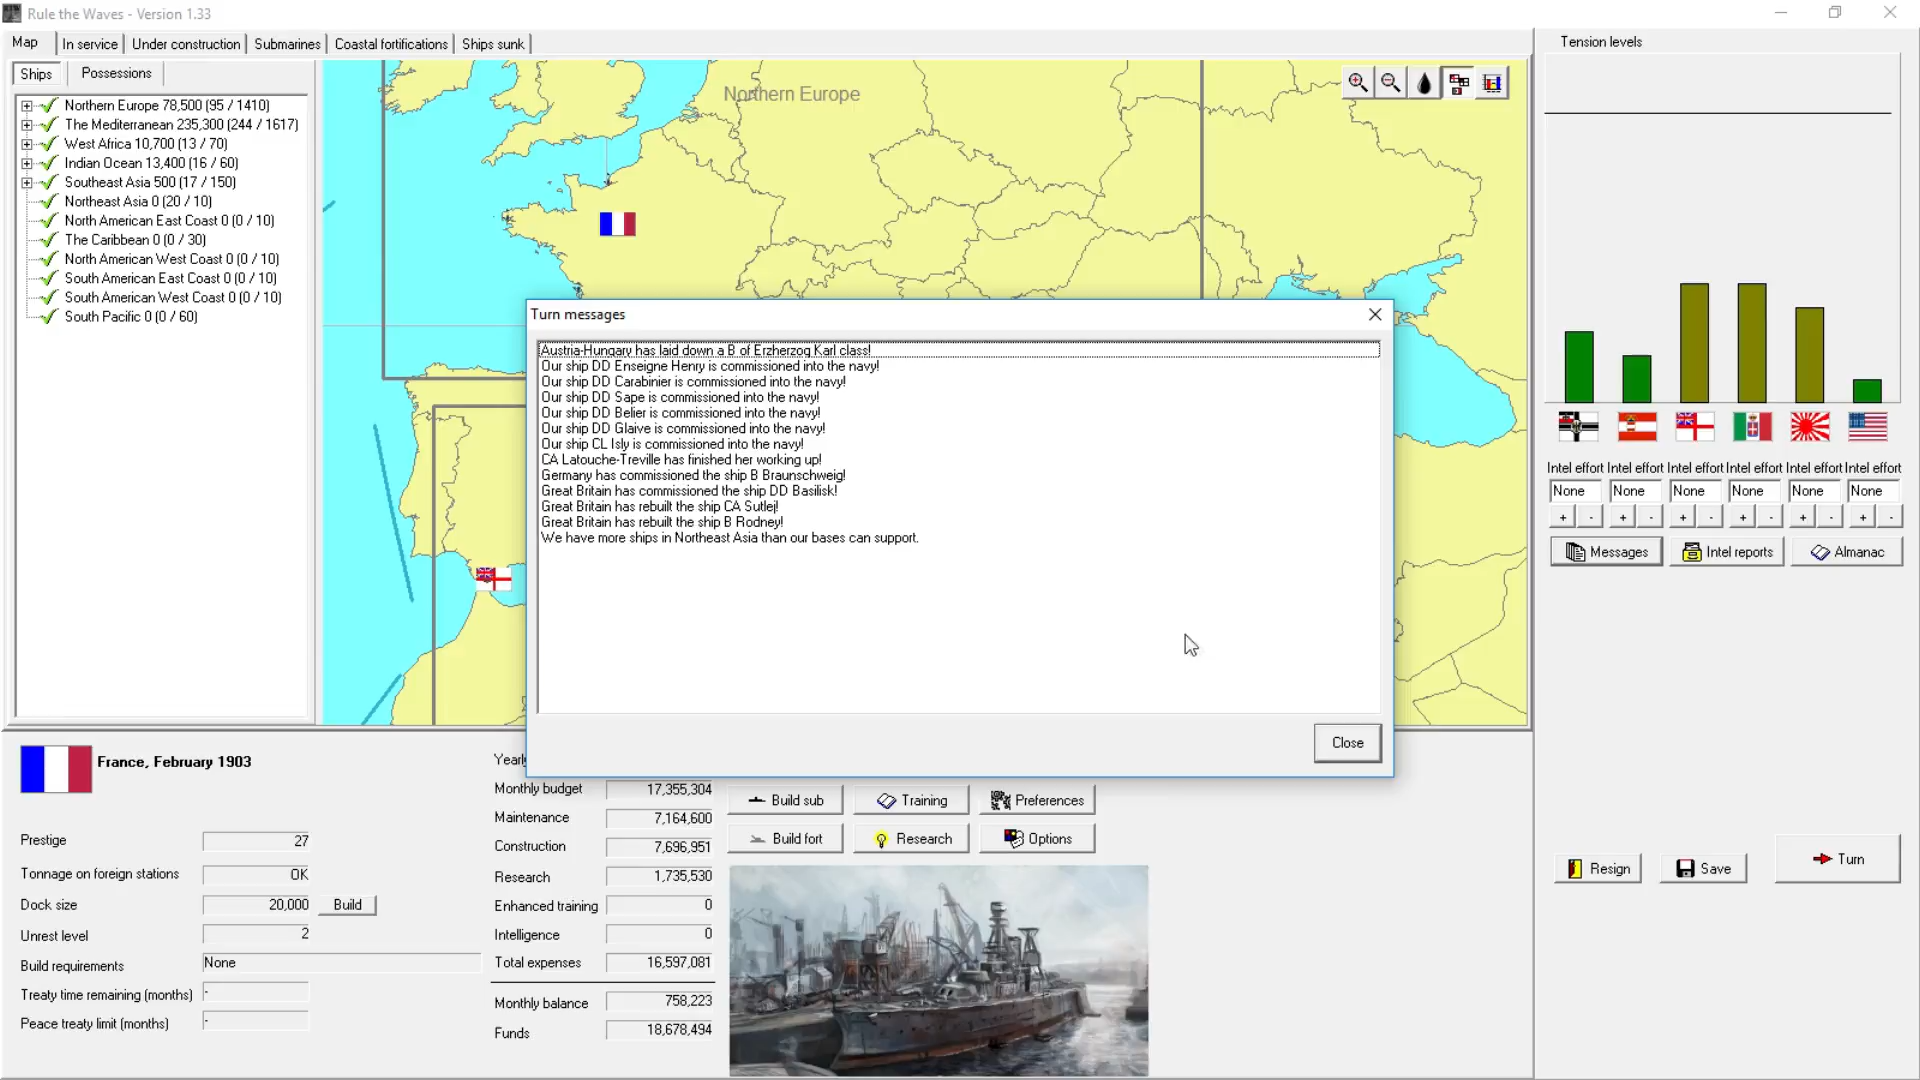 Rule the Waves - Version 1.33
Map
In service
Under construction
Submarines
Coastal fortifications
Ships sunk
Ships
Possessions
Northern Europe 78,500 (95 / 1410)
The Mediterranean 235,300 (244 / 1617)
West Africa 10,700 (13 / 70)
Indian Ocean 13,400 (16 / 60)
Southeast Asia 500 (17 / 150)
Northeast Asia 0 (20 / 10)
North American East Coast 0 (0 / 10)
The Caribbean 0 (0 / 30)
North American West Coast 0 (0 / 10)
South American East Coast 0 (0 / 10)
South American West Coast 0 (0 / 10)
South Pacific 0 (0 / 60)
Northern Europe
Turn messages
Austria-Hungary has laid down a B of Erzherzog Karl class!
Our ship DD Enseigne Henry is commissioned into the navy!
Our ship DD Carabinier is commissioned into the navy!
Our ship DD Sape is commissioned into the navy!
Our ship DD Belier is commissioned into the navy!
Our ship DD Glaive is commissioned into the navy!
Our ship CL Isly is commissioned into the navy!
CA Latouche-Treville has finished her working up!
Germany has commissioned the ship B Braunschweig!
Great Britain has commissioned the ship DD Basilisk!
Great Britain has rebuilt the ship CA Sutlej!
Great Britain has rebuilt the ship B Rodney!
We have more ships in Northeast Asia than our bases can support.
Close
Tension levels
Intel effort Intel effort Intel effort Intel effort Intel effort Intel effort
None None None None None None
+ - + - + - + - + - + -
Messages
Intel reports
Almanac
France, February 1903
Prestige 27
Tonnage on foreign stations OK
Dock size 20,000 Build
Unrest level 2
Build requirements None
Treaty time remaining (months) -
Peace treaty limit (months) -
Monthly budget 17,355,304
Maintenance 7,164,600
Construction 7,696,951
Research 1,735,530
Enhanced training 0
Intelligence 0
Total expenses 16,597,081
Monthly balance 758,223
Funds 18,678,494
Build sub
Training
Preferences
Build fort
Research
Options
Resign
Save
Turn